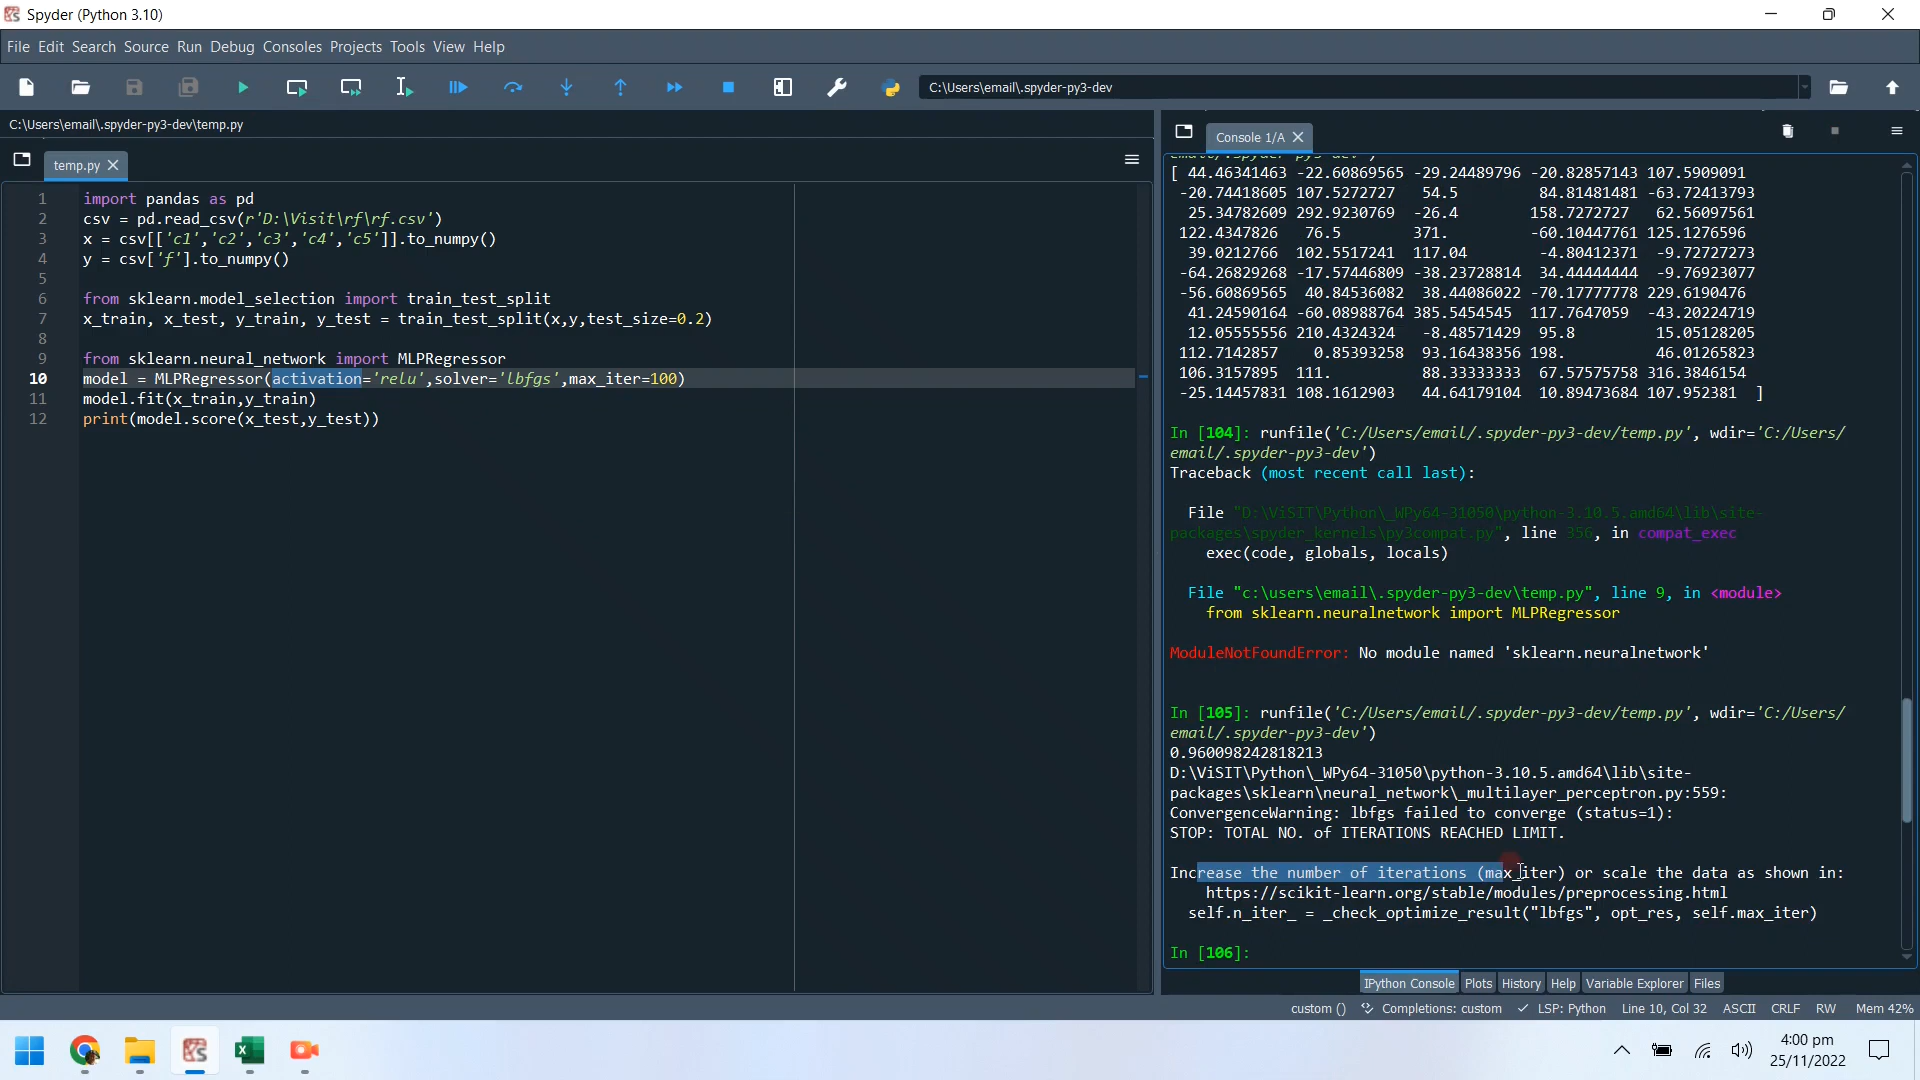 Spyder (Python 3.10)
File Edit Search Source Run Debug Consoles Projects Tools View Help
C:\Users\email\.spyder-py3-dev
C:\Users\email\.spyder-py3-dev\temp.py
temp.py
1 import pandas as pd
2 csv = pd.read_csv(r'D:\Visit\rf\rf.csv')
3 x = csv[['c1','c2','c3','c4','c5']].to_numpy()
4 y = csv['f'].to_numpy()
5
6 from sklearn.model_selection import train_test_split
7 x_train, x_test, y_train, y_test = train_test_split(x,y,test_size=0.2)
8
9 from sklearn.neural_network import MLPRegressor
10 model = MLPRegressor(activation='relu',solver='lbfgs',max_iter=100)
11 model.fit(x_train,y_train)
12 print(model.score(x_test,y_test))
Console 1/A
email/.spyder-py3-dev')
[ 44.46341463 -22.60869565 -29.24489796 -20.82857143 107.5909091
-20.74418605 107.5272727 54.5 84.81481481 -63.72413793
25.34782609 292.9230769 -26.4 158.7272727 62.56097561
122.4347826 76.5 371. -60.10447761 125.1276596
39.0212766 102.5517241 117.04 -4.80412371 -9.72727273
-64.26829268 -17.57446809 -38.23728814 34.44444444 -9.76923077
-56.60869565 40.84536082 38.44086022 -70.17777778 229.6190476
41.24590164 -60.08988764 385.5454545 117.7647059 -43.20224719
12.05555556 210.4324324 -8.48571429 95.8 15.05128205
112.7142857 0.85393258 93.16438356 198. 46.01265823
106.3157895 111. 88.33333333 67.57575758 316.3846154
-25.14457831 108.1612903 44.64179104 10.89473684 107.952381 ]
In [104]: runfile('C:/Users/email/.spyder-py3-dev/temp.py', wdir='C:/Users/
email/.spyder-py3-dev')
Traceback (most recent call last):
File "D:\ViSIT\Python\_WPy64-31050\python-3.10.5.amd64\lib\site-
packages\spyder_kernels\py3compat.py", line 356, in compat_exec
exec(code, globals, locals)
File "c:\users\email\.spyder-py3-dev\temp.py", line 9, in <module>
from sklearn.neuralnetwork import MLPRegressor
ModuleNotFoundError: No module named 'sklearn.neuralnetwork'
In [105]: runfile('C:/Users/email/.spyder-py3-dev/temp.py', wdir='C:/Users/
email/.spyder-py3-dev')
0.960098242818213
D:\ViSIT\Python\_WPy64-31050\python-3.10.5.amd64\lib\site-
packages\sklearn\neural_network\_multilayer_perceptron.py:559:
ConvergenceWarning: lbfgs failed to converge (status=1):
STOP: TOTAL NO. of ITERATIONS REACHED LIMIT.
Increase the number of iterations (max_iter) or scale the data as shown in:
https://scikit-learn.org/stable/modules/preprocessing.html
self.n_iter_ = _check_optimize_result("lbfgs", opt_res, self.max_iter)
In [106]:
IPython Console Plots History Help Variable Explorer Files
custom () Completions: custom LSP: Python Line 10, Col 32 ASCII CRLF RW Mem 42%
4:00 pm
25/11/2022